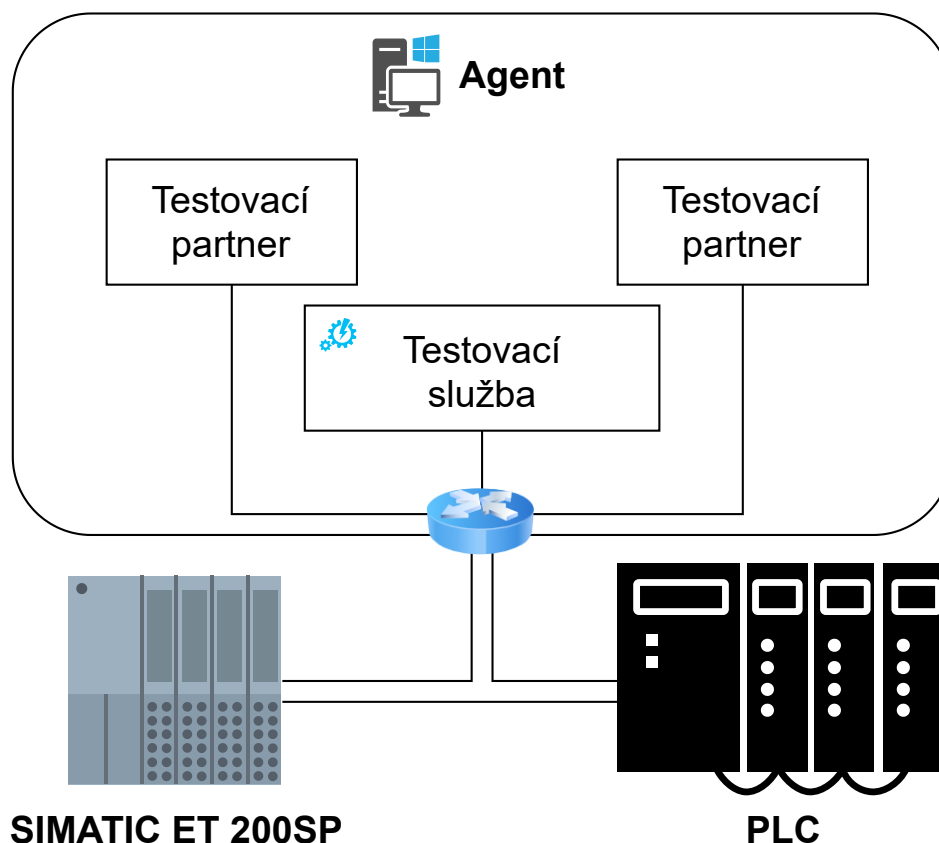 Agent
Testovací
partner
Testovací
partner
Testovací
služba
SIMATIC ET 200SP
PLC